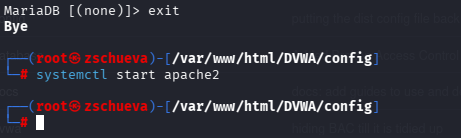 MariaDB [(none)]> exit
Bye
┌──(root㉿zschueva)-[/var/www/html/DVWA/config]
└─# systemctl start apache2
┌──(root㉿zschueva)-[/var/www/html/DVWA/config]
└─#